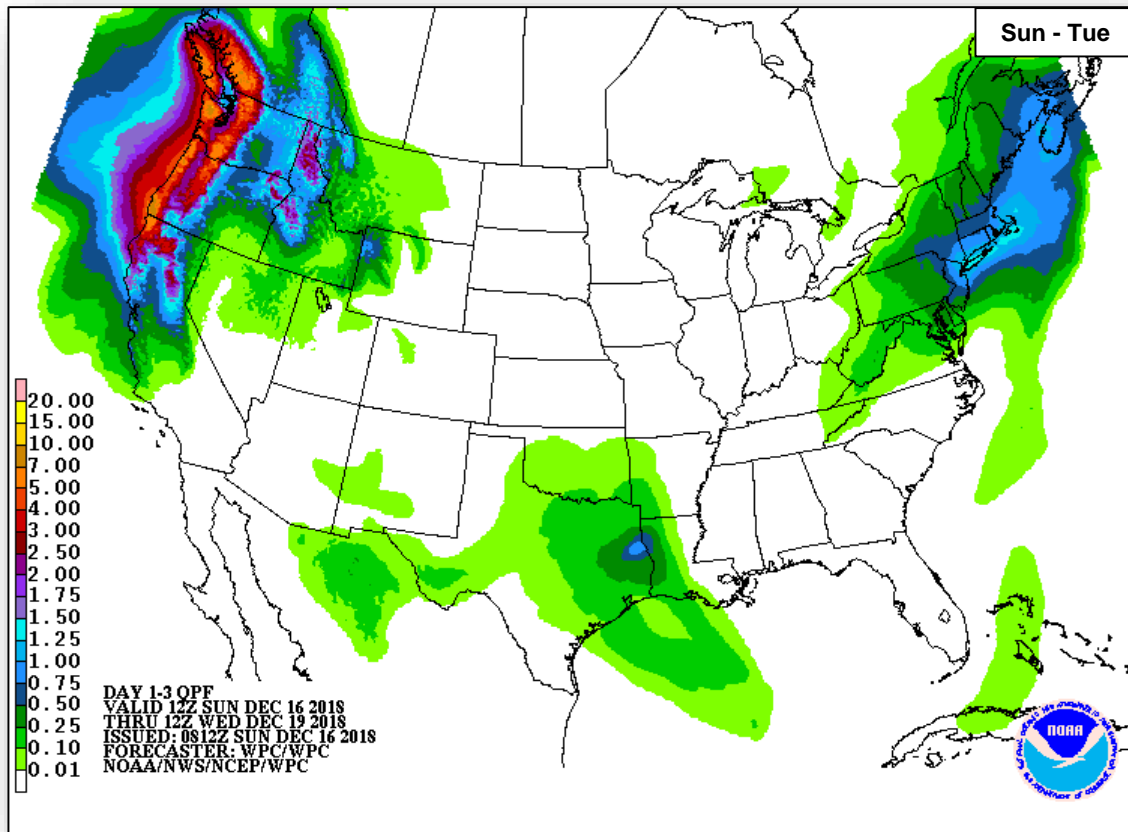 Sun - Tue
20.00
15.00
10.00
7.00
5.00
4.00
3.00
2.50
2.00
1.75
1.50
1.25
1.00
0.75
0.50
0.25
0.10
0.01
DAY 1-3 QPF
VALID 12Z SUN DEC 16 2018
THRU 12Z WED DEC 19 2018
ISSUED: 0812Z SUN DEC 16 2018
FORECASTER: WPC/WPC
NOAA/NWS/NCEP/WPC
NOAA